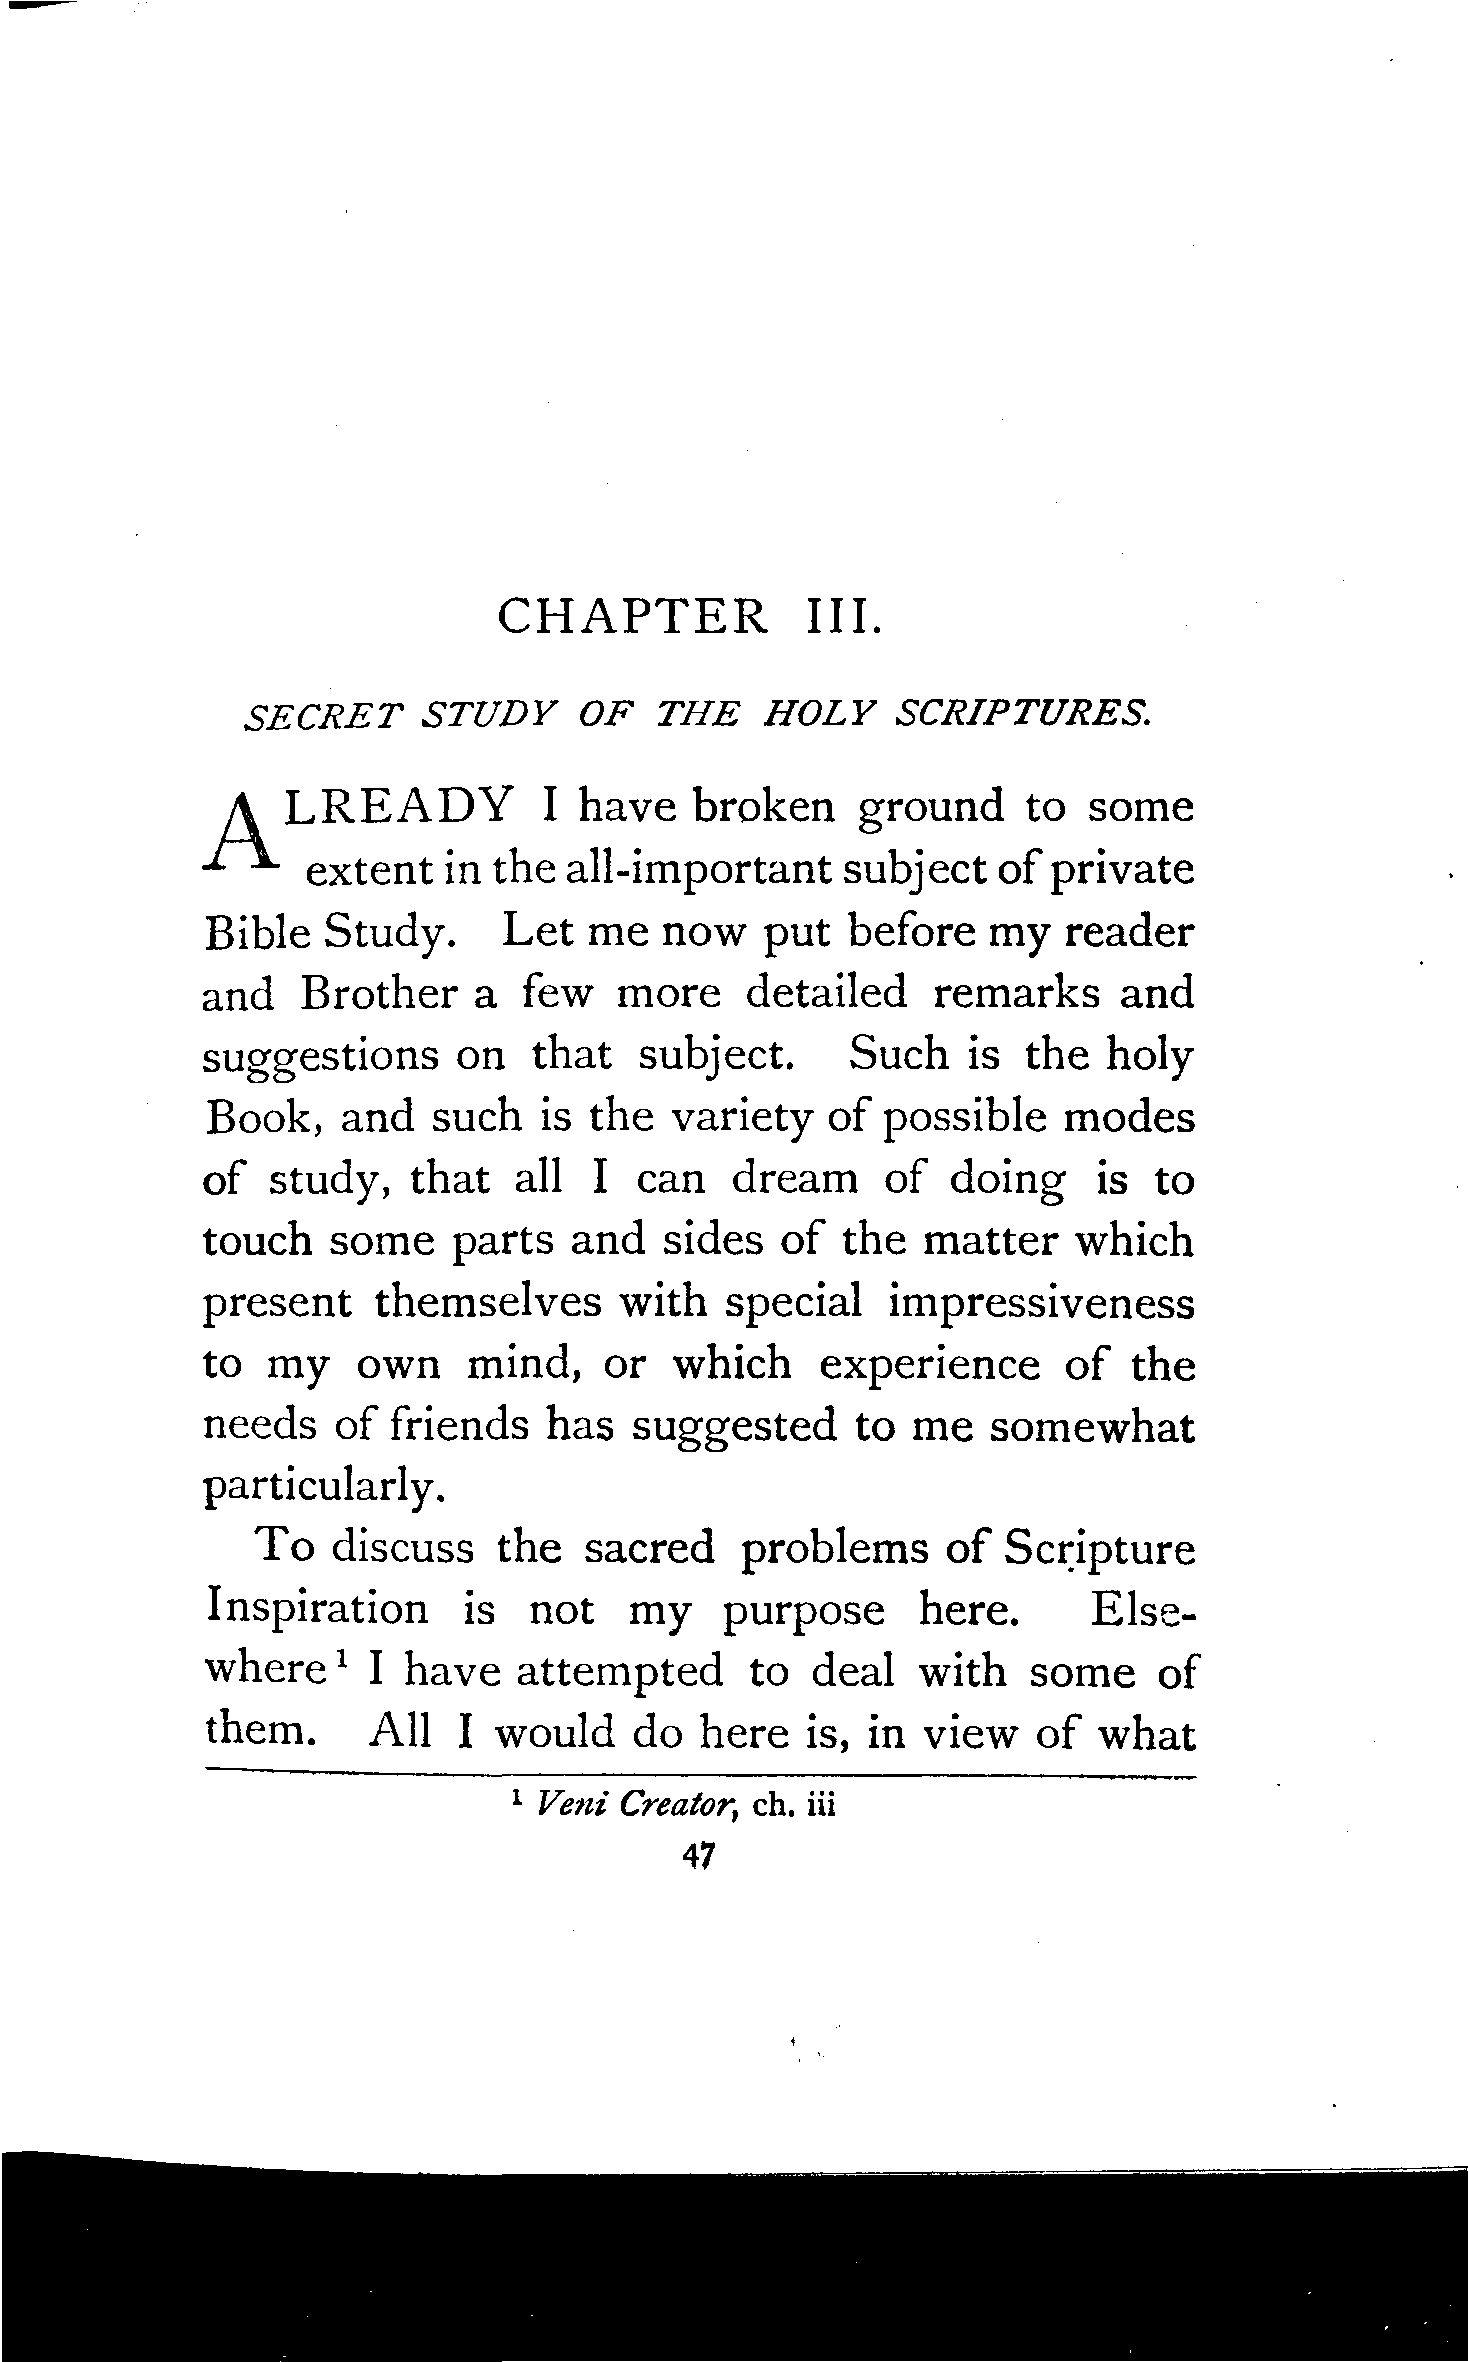 CHAPTER III.
SECRET STUDY OF THE HOLY SCRIPTURES.
ALREADY I have broken ground to some
extent in the all-important subject of private
Bible Study. Let me now put before my reader
and Brother a few more detailed remarks and
suggestions on that subject. Such is the holy
Book, and such is the variety of possible modes
of study, that all I can dream of doing is to
touch some parts and sides of the matter which
present themselves with special impressiveness
to my own mind, or which experience of the
needs of friends has suggested to me somewhat
particularly.
To discuss the sacred problems of Scripture
Inspiration is not my purpose here. Else-
where ¹ I have attempted to deal with some of
them. All I would do here is, in view of what
¹ Veni Creator, ch. iii
47